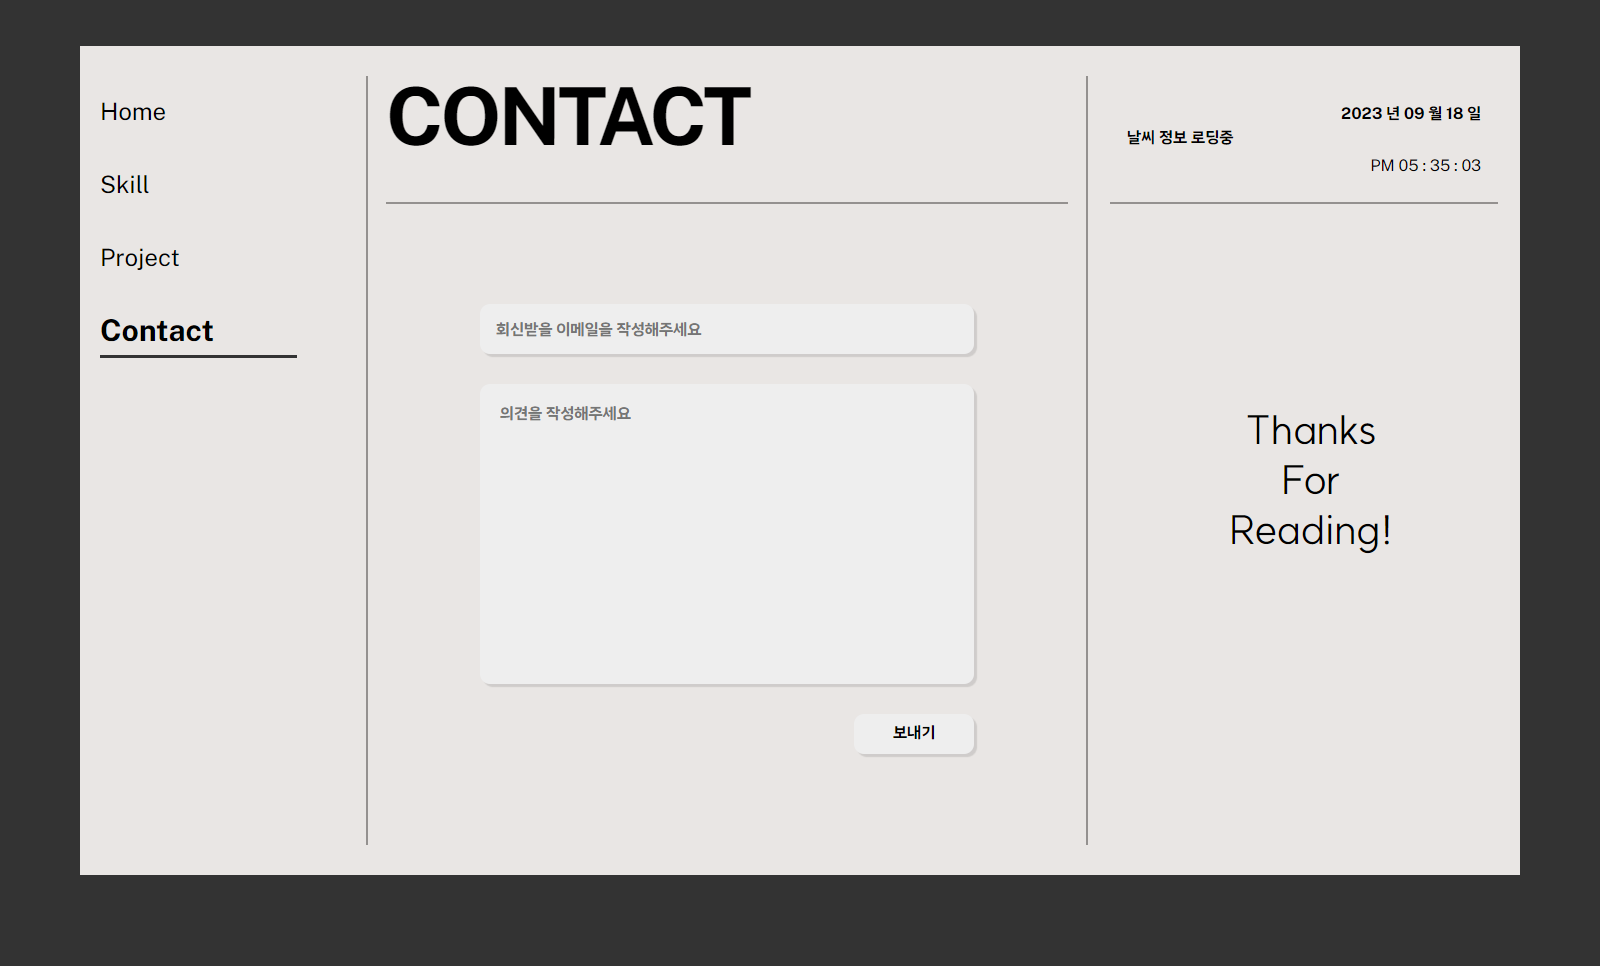 Home
Skill
Project
Contact
CONTACT
회신받을 이메일을 작성해주세요
의견을 작성해주세요
보내기
날씨 정보 로딩중
2023 년 09 월 18 일
PM 05 : 35 : 03
Thanks
For
Reading!